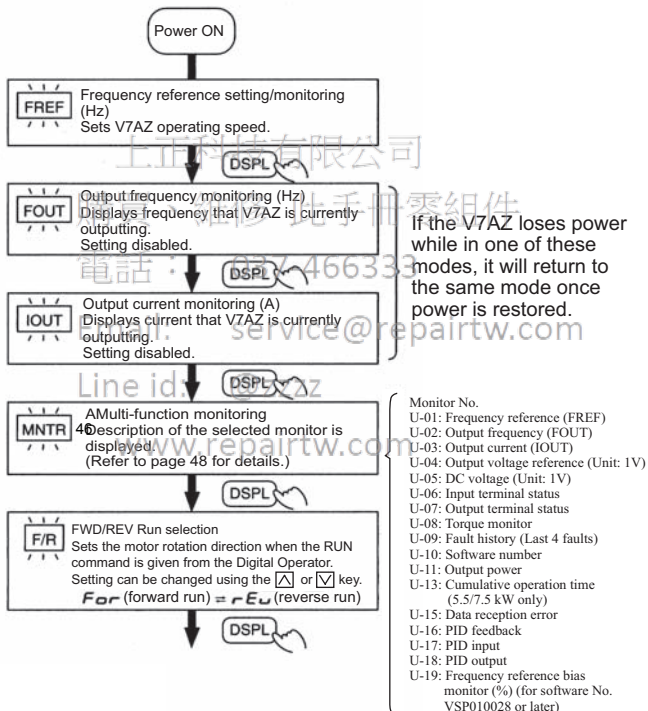 Power ON
FREF
Frequency reference setting/monitoring
(Hz)
Sets V7AZ operating speed.
上正科技有限公司
DSPL
FOUT
Output frequency monitoring (Hz)
Displays frequency that V7AZ is currently
outputting.
Setting disabled.
購買、維修 此手冊零組件
If the V7AZ loses power
while in one of these
modes, it will return to
the same mode once
power is restored.
電話： 037-466333
DSPL
IOUT
Output current monitoring (A)
Displays current that V7AZ is currently
outputting.
Setting disabled.
Email: service@repairtw.com
Line id: @zzzz
DSPL
MNTR
46
AMulti-function monitoring
Description of the selected monitor is
displayed.
(Refer to page 48 for details.)
www.repairtw.com
DSPL
F/R
FWD/REV Run selection
Sets the motor rotation direction when the RUN
command is given from the Digital Operator.
Setting can be changed using the or key.
For (forward run) = rEv (reverse run)
DSPL
Monitor No.
U-01: Frequency reference (FREF)
U-02: Output frequency (FOUT)
U-03: Output current (IOUT)
U-04: Output voltage reference (Unit: 1V)
U-05: DC voltage (Unit: 1V)
U-06: Input terminal status
U-07: Output terminal status
U-08: Torque monitor
U-09: Fault history (Last 4 faults)
U-10: Software number
U-11: Output power
U-13: Cumulative operation time
(5.5/7.5 kW only)
U-15: Data reception error
U-16: PID feedback
U-17: PID input
U-18: PID output
U-19: Frequency reference bias
monitor (%) (for software No.
VSP010028 or later)